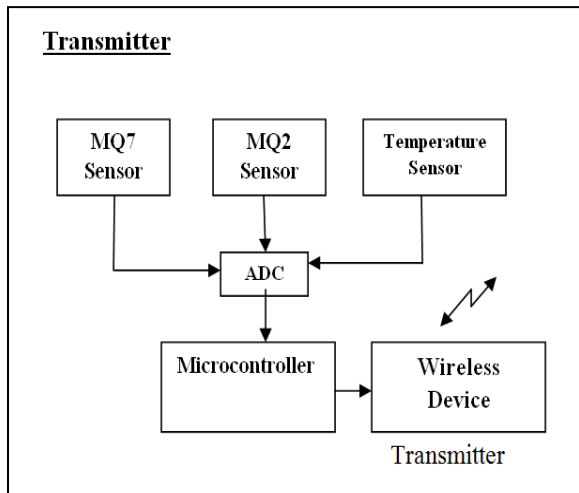 Transmitter
MQ7
Sensor
MQ2
Sensor
Temperature
Sensor
ADC
Microcontroller
Wireless
Device
Transmitter